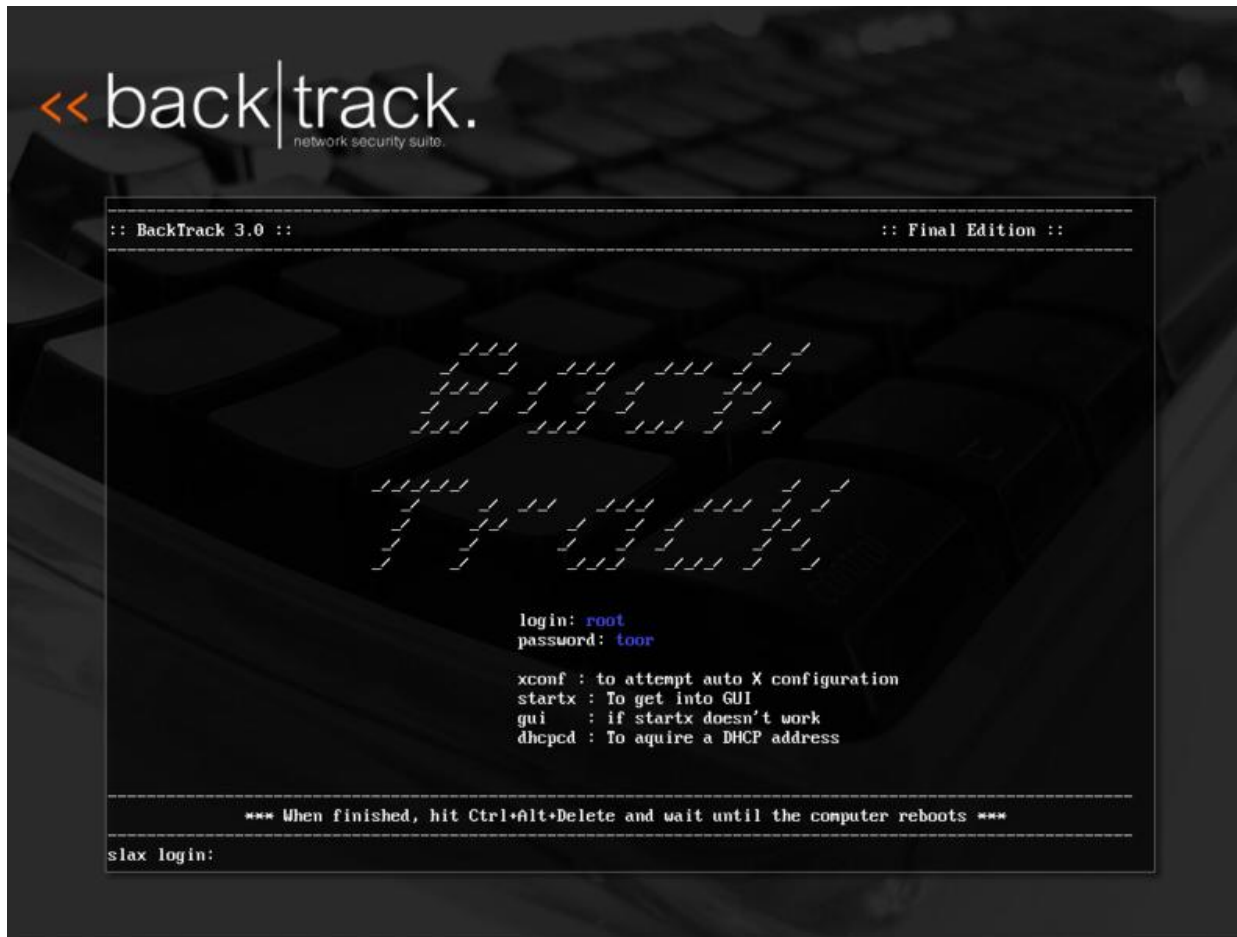 << back|track.
network security suite.
:: BackTrack 3.0 :: :: Final Edition ::
Back
Track
login: root
password: toor
xconf : to attempt auto X configuration
startx : To get into GUI
gui : if startx doesn't work
dhcpcd : To aquire a DHCP address
*** When finished, hit Ctrl+Alt+Delete and wait until the computer reboots ***
slax login: